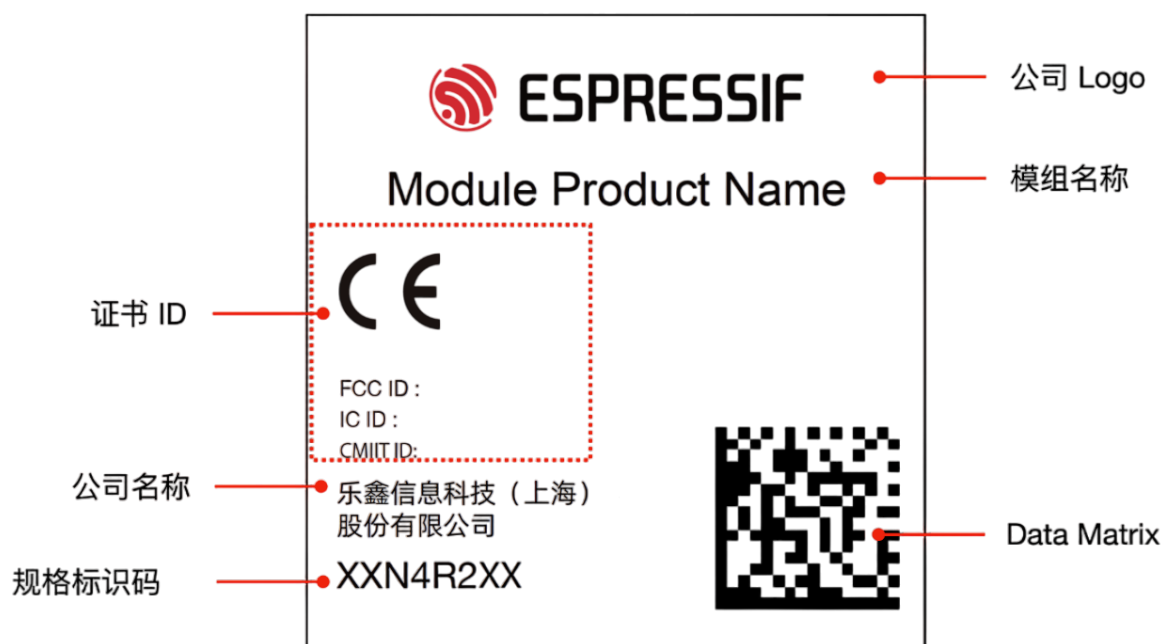 ESPRESSIF
公司 Logo
Module Product Name
模组名称
CE
证书 ID
FCC ID :
IC ID :
CMIIT ID:
公司名称
乐鑫信息科技（上海）
股份有限公司
Data Matrix
规格标识码
XXN4R2XX